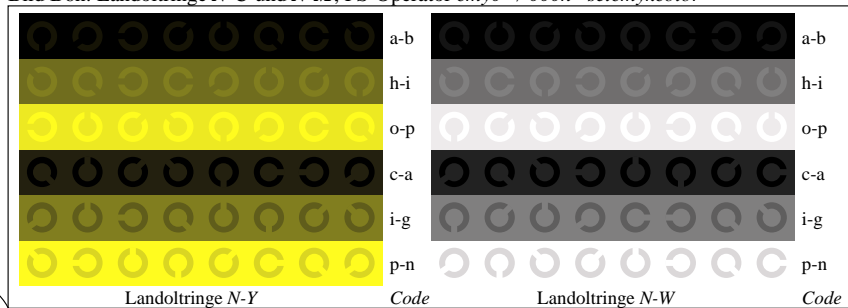 a-b a-b
h-i h-i
o-p o-p
c-a c-a
i-g i-g
p-n p-n
Landoltringe N-Y Code Landoltringe N-W Code